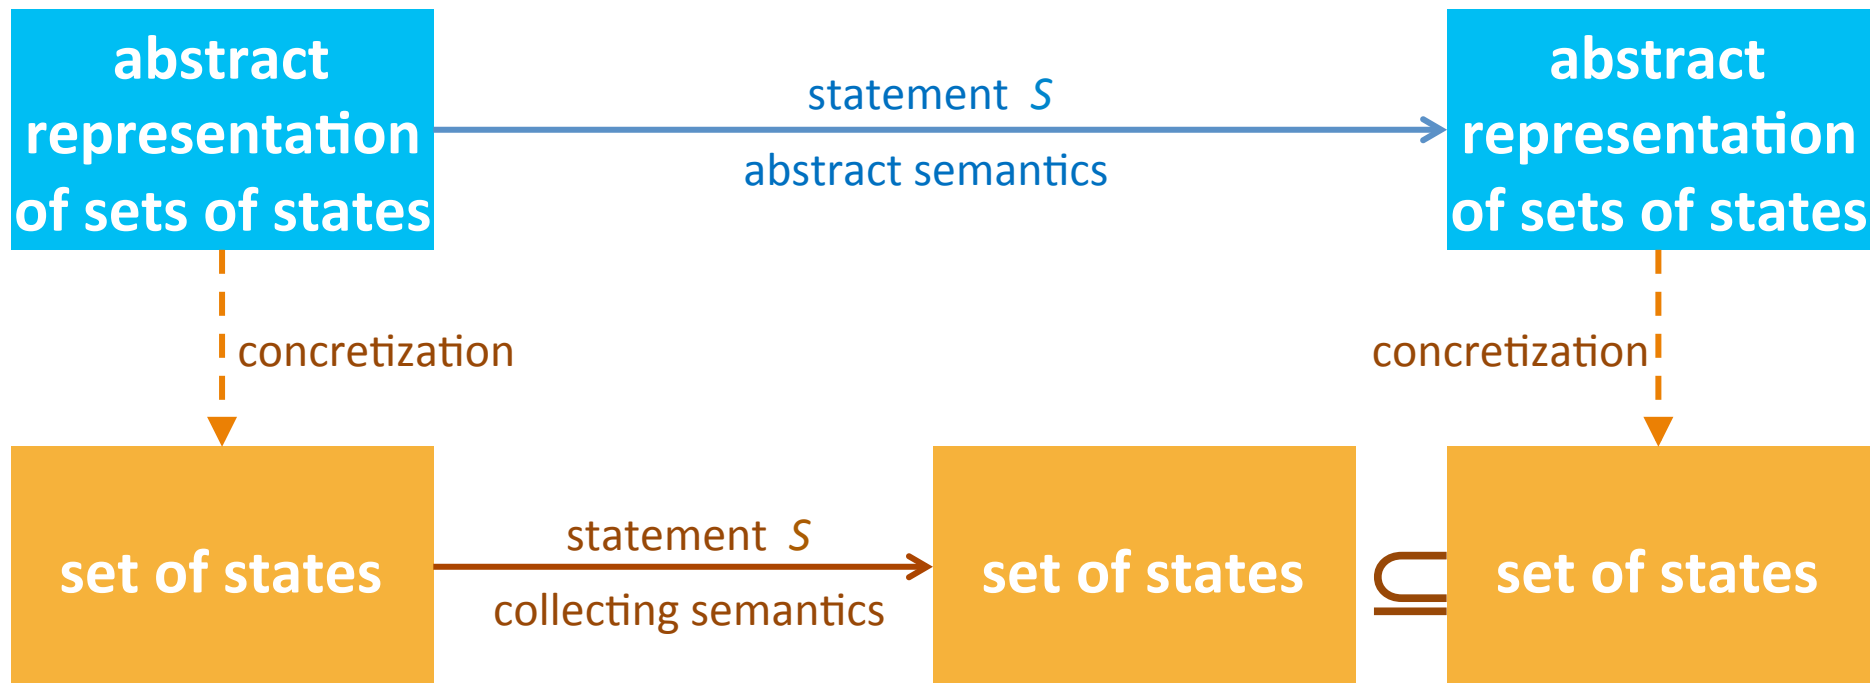 abstract
representation
of sets of states
statement S
abstract semantics
abstract
representation
of sets of states
concretization
concretization
set of states
statement S
collecting semantics
set of states
⊆
set of states